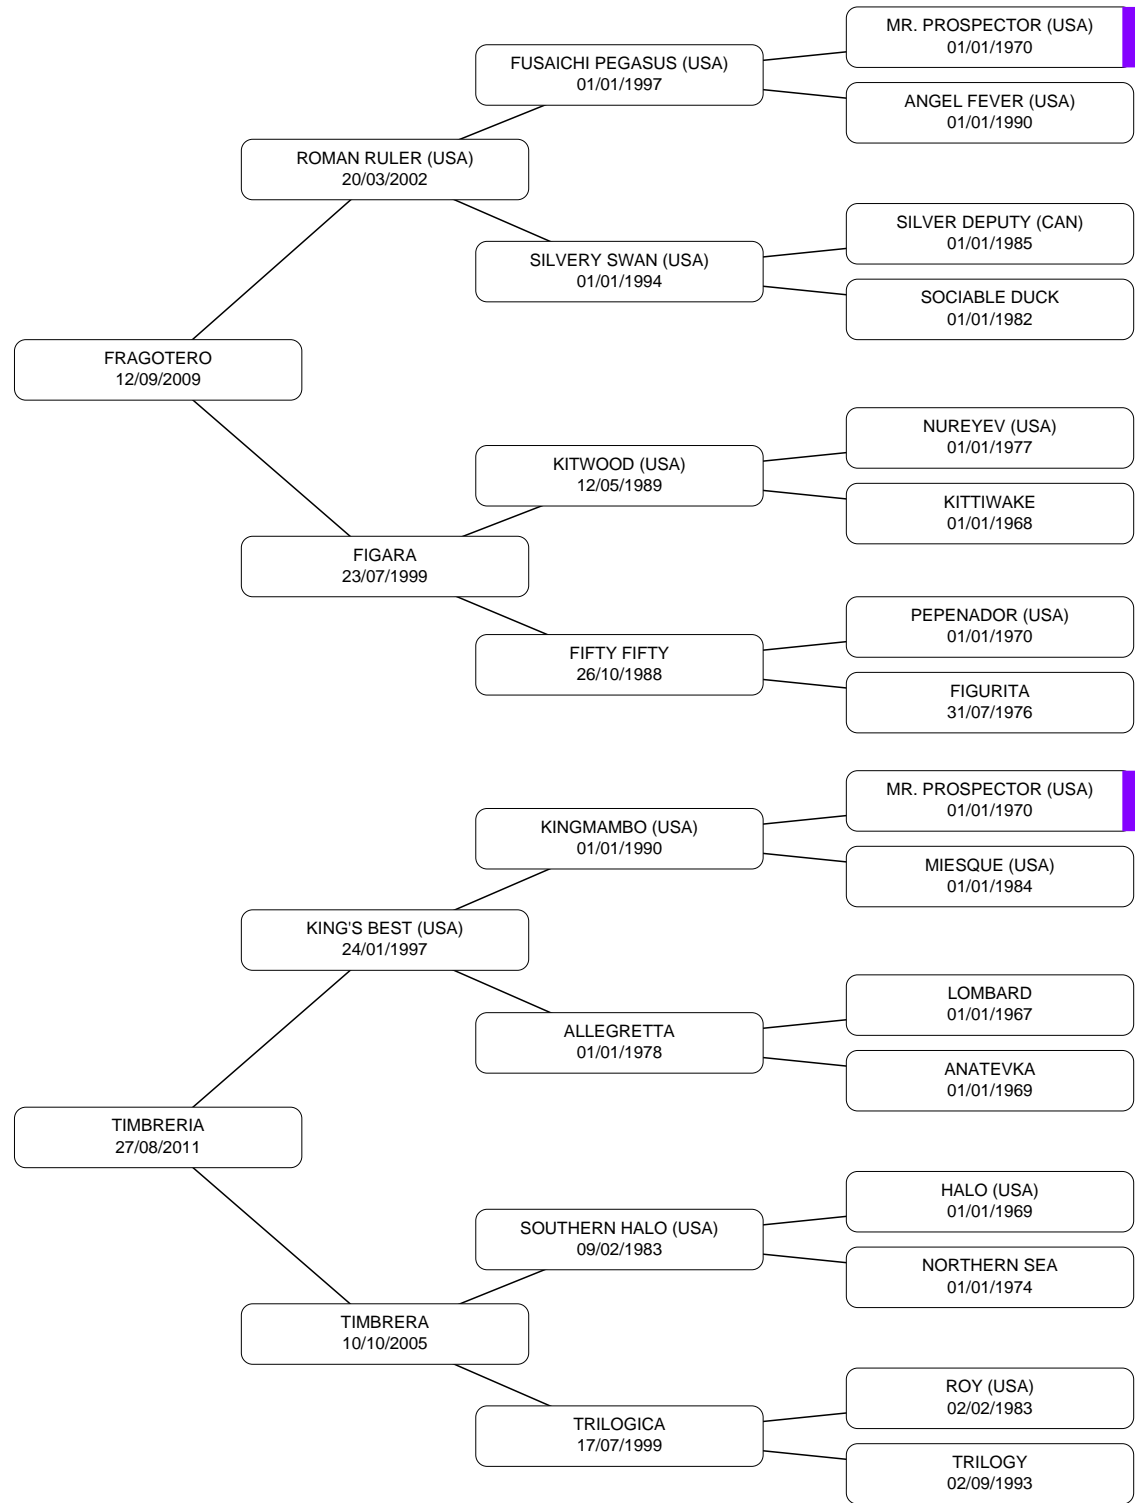 MR. PROSPECTOR (USA)
01/01/1970
FUSAICHI PEGASUS (USA)
01/01/1997
ANGEL FEVER (USA)
01/01/1990
ROMAN RULER (USA)
20/03/2002
SILVER DEPUTY (CAN)
01/01/1985
SILVERY SWAN (USA)
01/01/1994
SOCIABLE DUCK
01/01/1982
FRAGOTERO
12/09/2009
NUREYEV (USA)
01/01/1977
KITWOOD (USA)
12/05/1989
KITTIWAKE
01/01/1968
FIGARA
23/07/1999
PEPENADOR (USA)
01/01/1970
FIFTY FIFTY
26/10/1988
FIGURITA
31/07/1976
MR. PROSPECTOR (USA)
01/01/1970
KINGMAMBO (USA)
01/01/1990
MIESQUE (USA)
01/01/1984
KING'S BEST (USA)
24/01/1997
LOMBARD
01/01/1967
ALLEGRETTA
01/01/1978
ANATEVKA
01/01/1969
TIMBRERIA
27/08/2011
HALO (USA)
01/01/1969
SOUTHERN HALO (USA)
09/02/1983
NORTHERN SEA
01/01/1974
TIMBRERA
10/10/2005
ROY (USA)
02/02/1983
TRILOGICA
17/07/1999
TRILOGY
02/09/1993